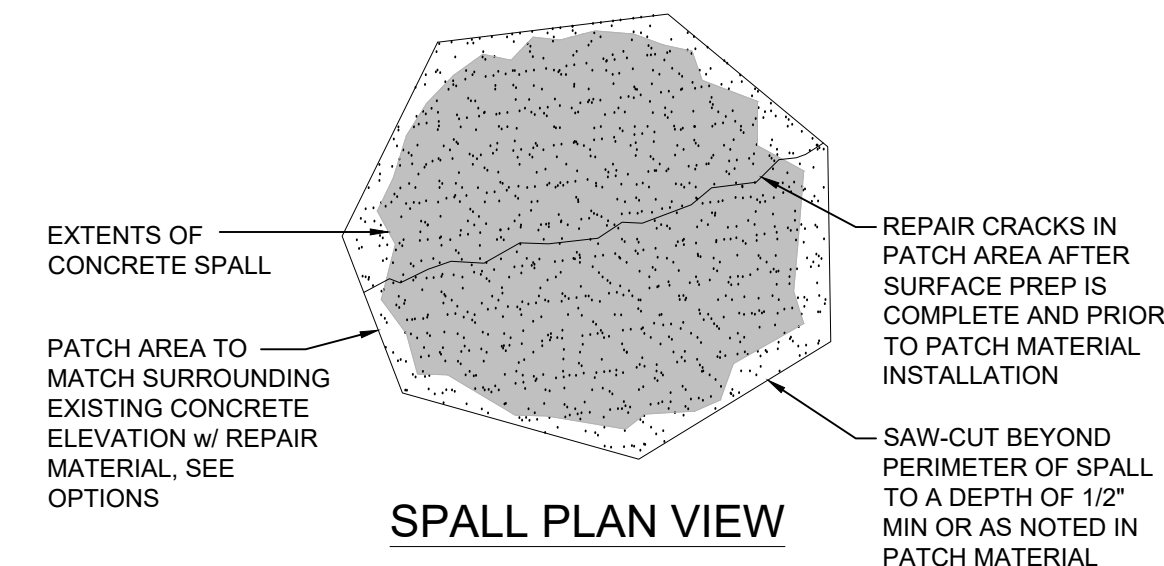 EXTENTS OF
CONCRETE SPALL
PATCH AREA TO
MATCH SURROUNDING
EXISTING CONCRETE
ELEVATION w/ REPAIR
MATERIAL, SEE
OPTIONS
REPAIR CRACKS IN
PATCH AREA AFTER
SURFACE PREP IS
COMPLETE AND PRIOR
TO PATCH MATERIAL
INSTALLATION
SAW-CUT BEYOND
PERIMETER OF SPALL
TO A DEPTH OF 1/2"
MIN OR AS NOTED IN
PATCH MATERIAL
SPALL PLAN VIEW